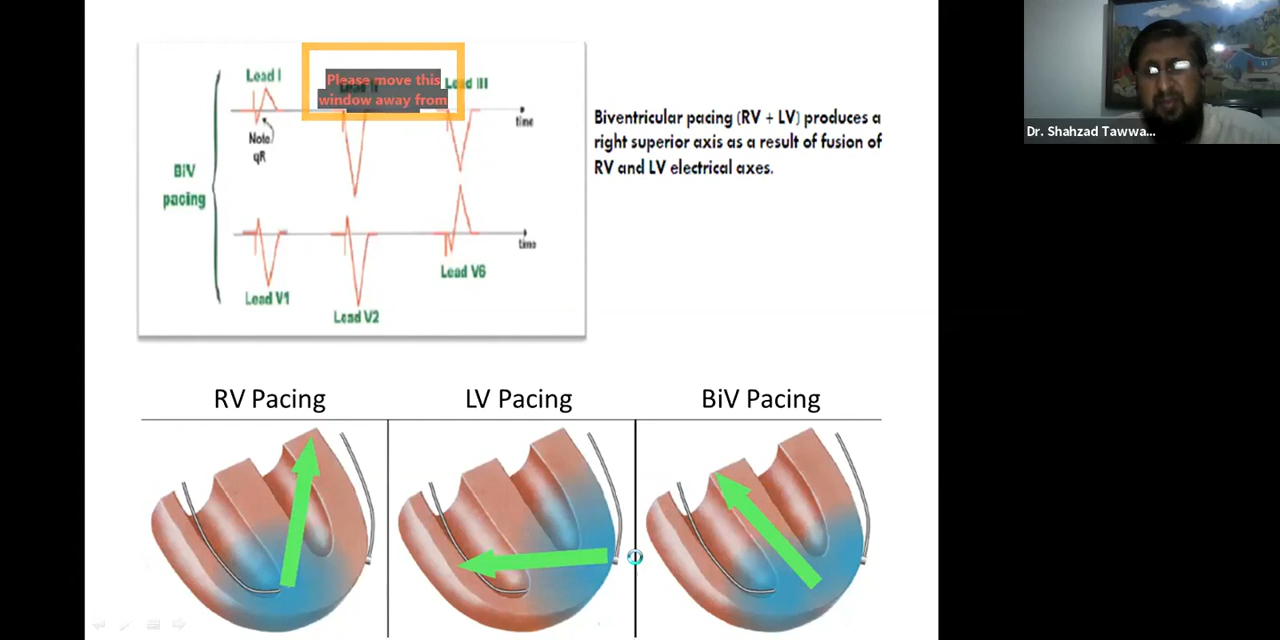 Lead I
Please move this
window away from
Lead III
time
Note
qR
BiV
pacing
time
Lead V6
Lead V1
Lead V2
Biventricular pacing (RV + LV) produces a
right superior axis as a result of fusion of
RV and LV electrical axes.
Dr. Shahzad Tawwa...
RV Pacing
LV Pacing
BiV Pacing